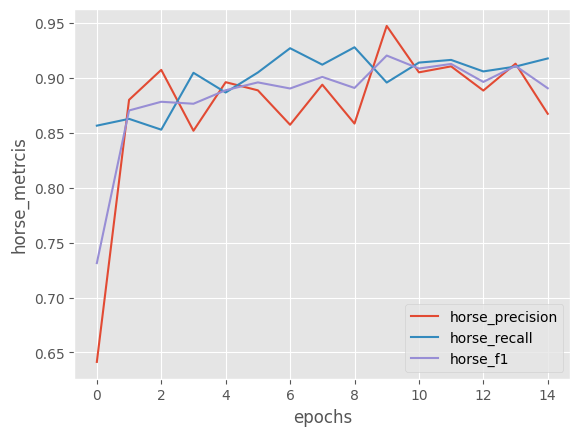 0.95
0.90
0.85
0.80
0.75
0.70
0.65
horse_metrcis
0 2 4 6 8 10 12 14
epochs
horse_precision
horse_recall
horse_f1